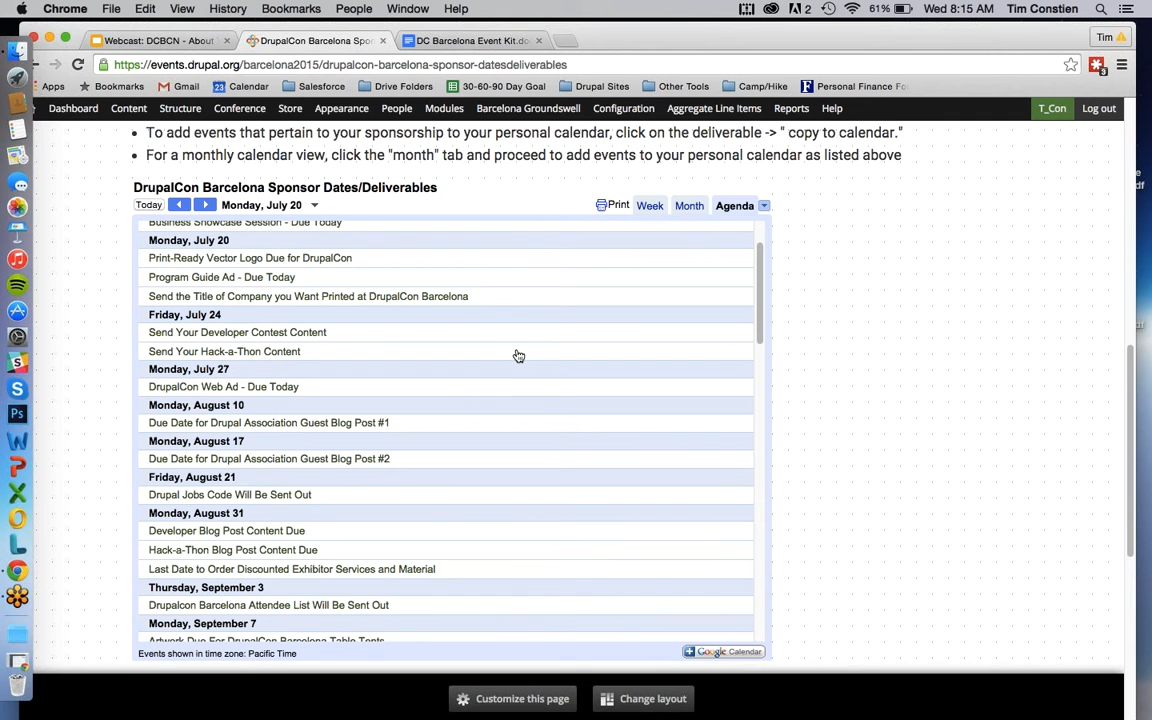 Chrome File Edit View History Bookmarks People Window Help 2 61% Wed 8:15 AM Tim Constien
Webcast: DCBCN - About × DrupalCon Barcelona Spo × DC Barcelona Event Kit.do × Tim
https://events.drupal.org/barcelona2015/drupalcon-barcelona-sponsor-datesdeliverables
Apps Bookmarks Gmail 23 Calendar Salesforce Drive Folders 30-60-90 Day Goal Drupal Sites Other Tools Camp/Hike Personal Finance Fo 3
Dashboard Content Structure Conference Store Appearance People Modules Barcelona Groundswell Configuration Aggregate Line Items Reports Help T_Con Log out
• To add events that pertain to your sponsorship to your personal calendar, click on the deliverable -> " copy to calendar."
• For a monthly calendar view, click the "month" tab and proceed to add events to your personal calendar as listed above
DrupalCon Barcelona Sponsor Dates/Deliverables
Today Monday, July 20 Print Week Month Agenda
Business Showcase Session - Due Today
Monday, July 20
Print-Ready Vector Logo Due for DrupalCon
Program Guide Ad - Due Today
Send the Title of Company you Want Printed at DrupalCon Barcelona
Friday, July 24
Send Your Developer Contest Content
Send Your Hack-a-Thon Content
Monday, July 27
DrupalCon Web Ad - Due Today
Monday, August 10
Due Date for Drupal Association Guest Blog Post #1
Monday, August 17
Due Date for Drupal Association Guest Blog Post #2
Friday, August 21
Drupal Jobs Code Will Be Sent Out
Monday, August 31
Developer Blog Post Content Due
Hack-a-Thon Blog Post Content Due
Last Date to Order Discounted Exhibitor Services and Material
Thursday, September 3
Drupalcon Barcelona Attendee List Will Be Sent Out
Monday, September 7
Artwork Due For DrupalCon Barcelona Table Tents
Events shown in time zone: Pacific Time Google Calendar
Customize this page Change layout